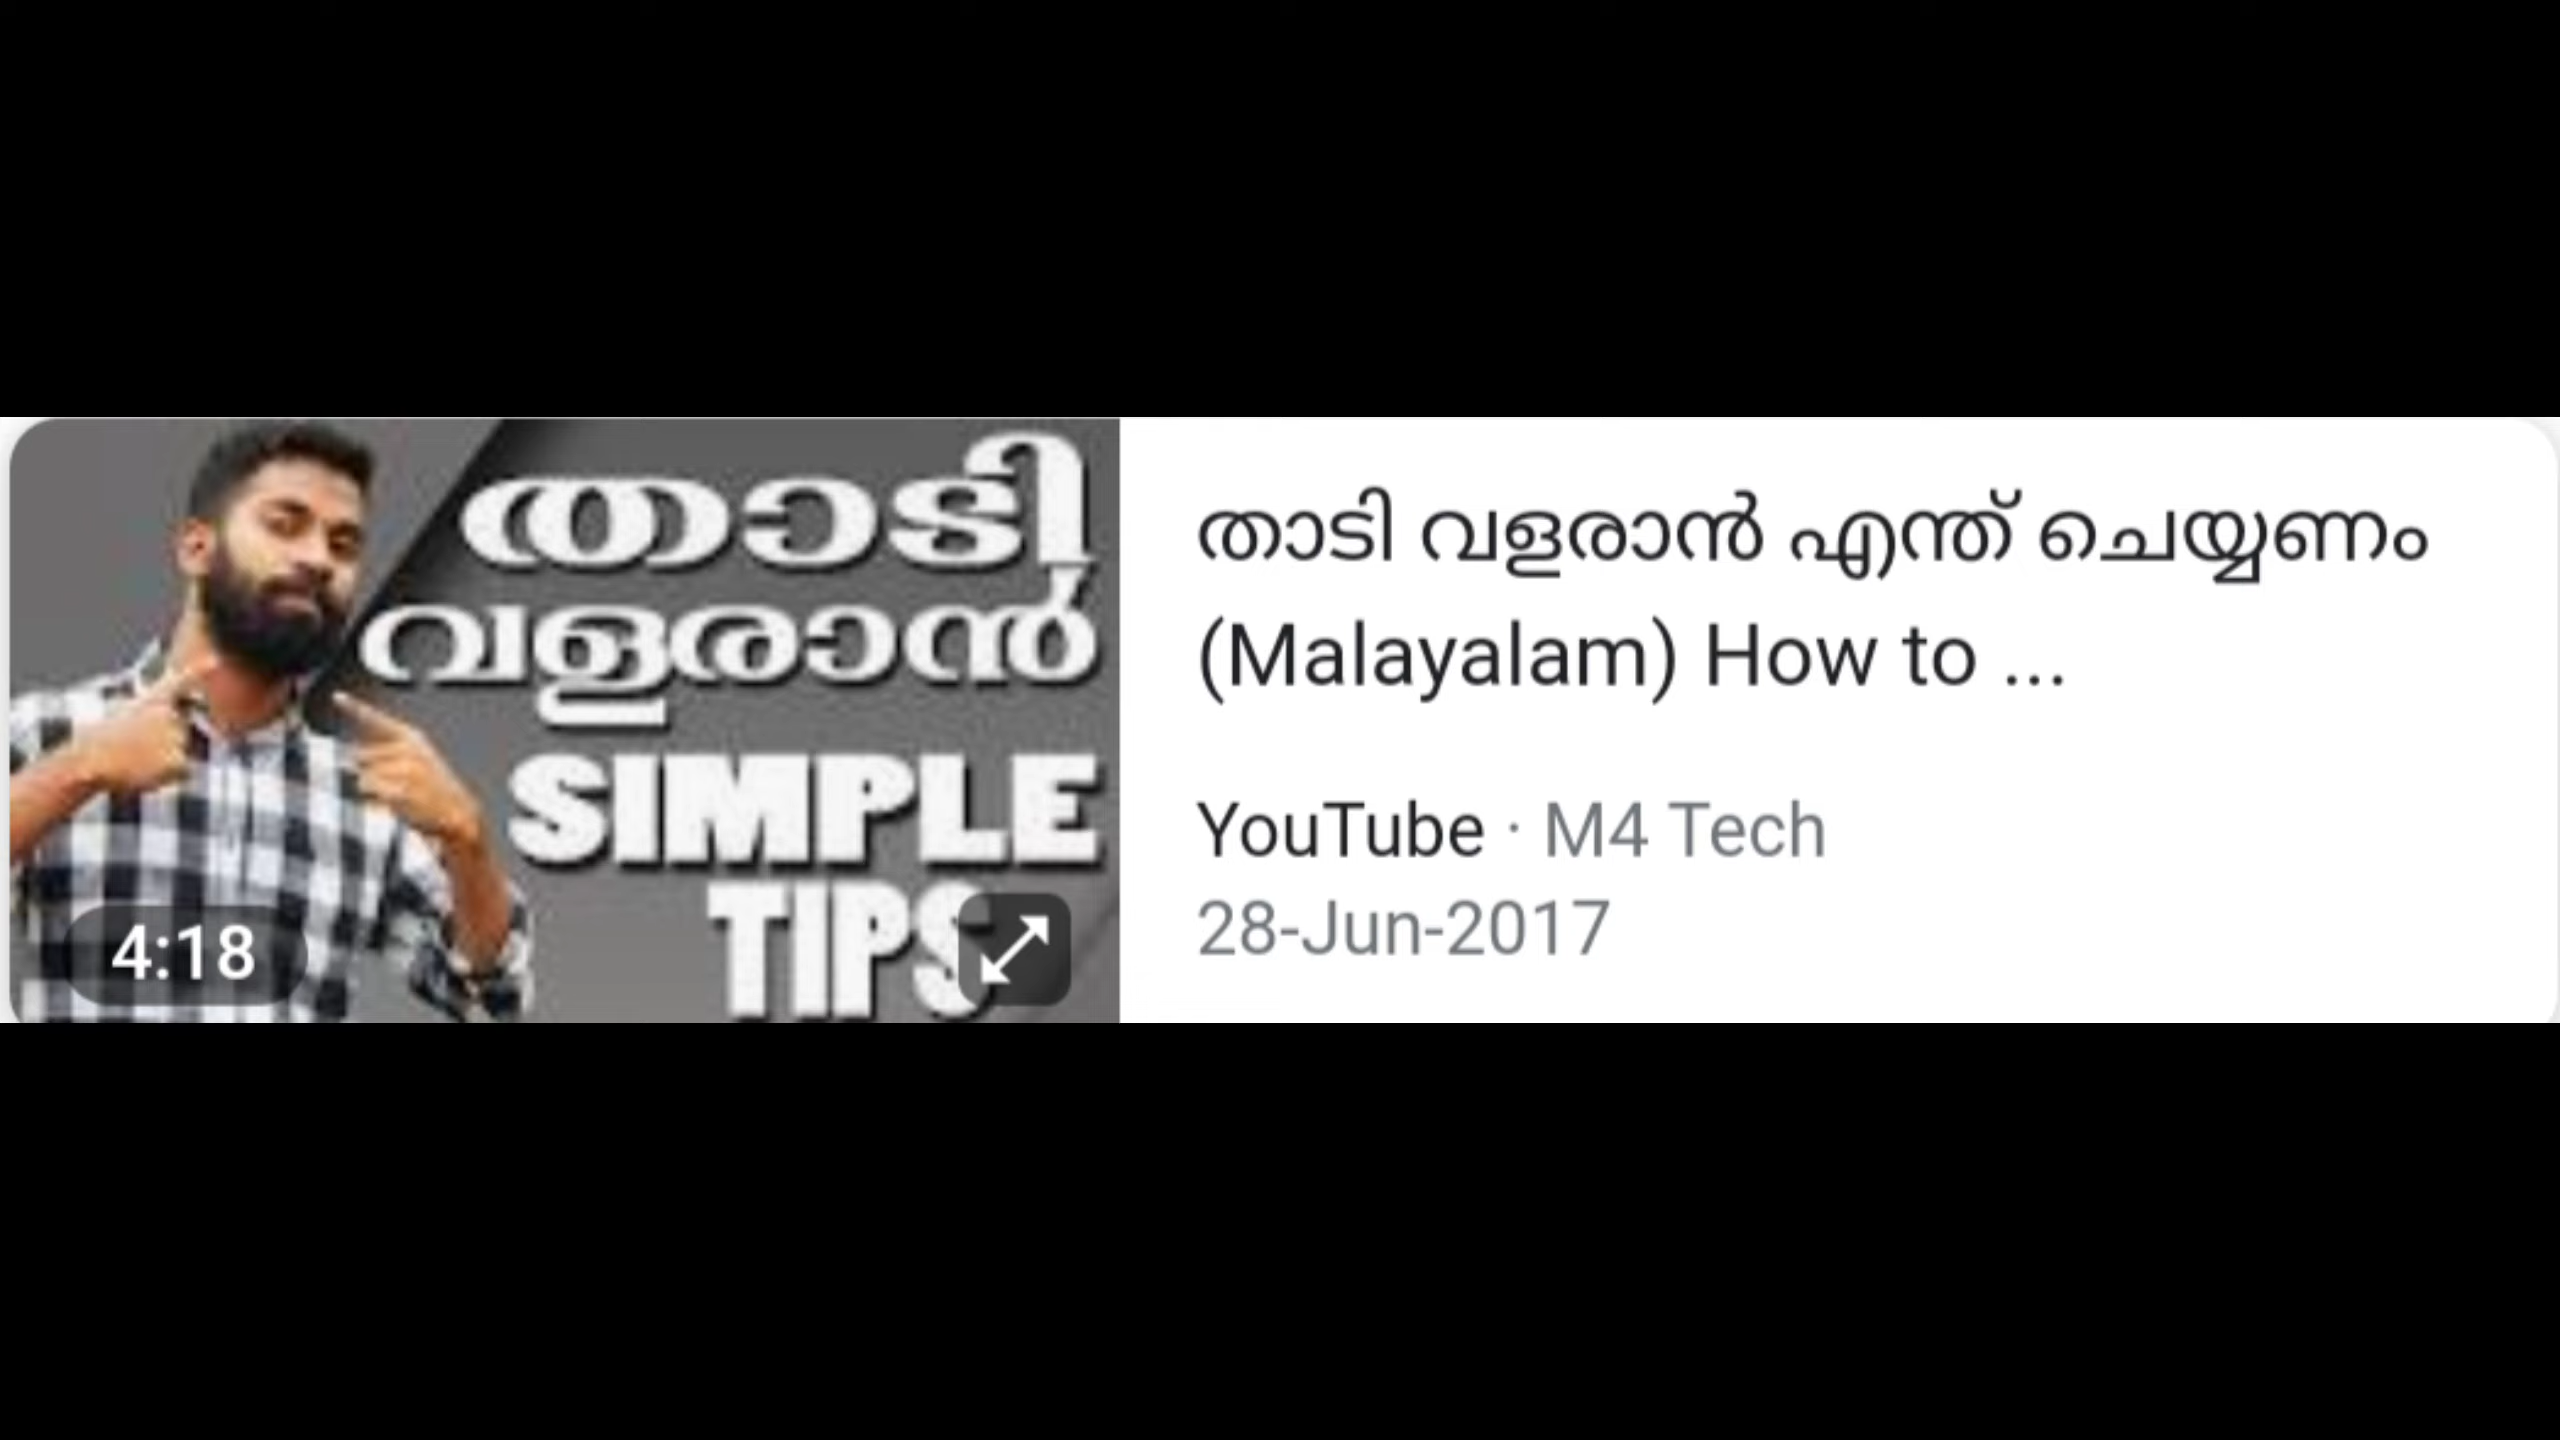 താടി
വളരാൻ
SIMPLE
TIPS
4:18
താടി വളരാൻ എന്ത് ചെയ്യണം
(Malayalam) How to ...
YouTube · M4 Tech
28-Jun-2017